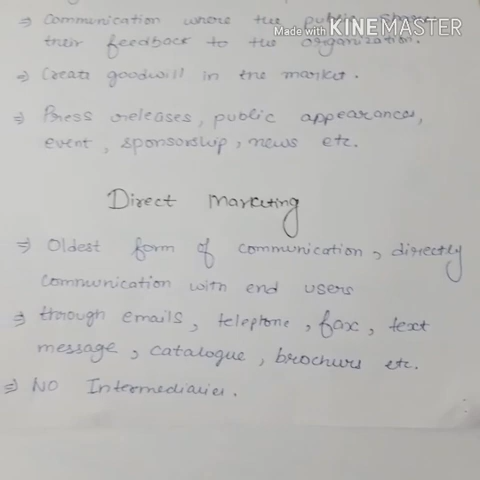 ⇒ Communication where the public share
their feedback to the organization.
Made with KINEMASTER
⇒ Create goodwill in the market.
⇒ Press releases, public appearances,
event, sponsorship, news etc.
Direct Marketing
⇒ Oldest form of communication, directly
communication with end users
⇒ through emails, telephone, fax, text
message, catalogue, brochurs etc.
⇒ No Intermediaries.